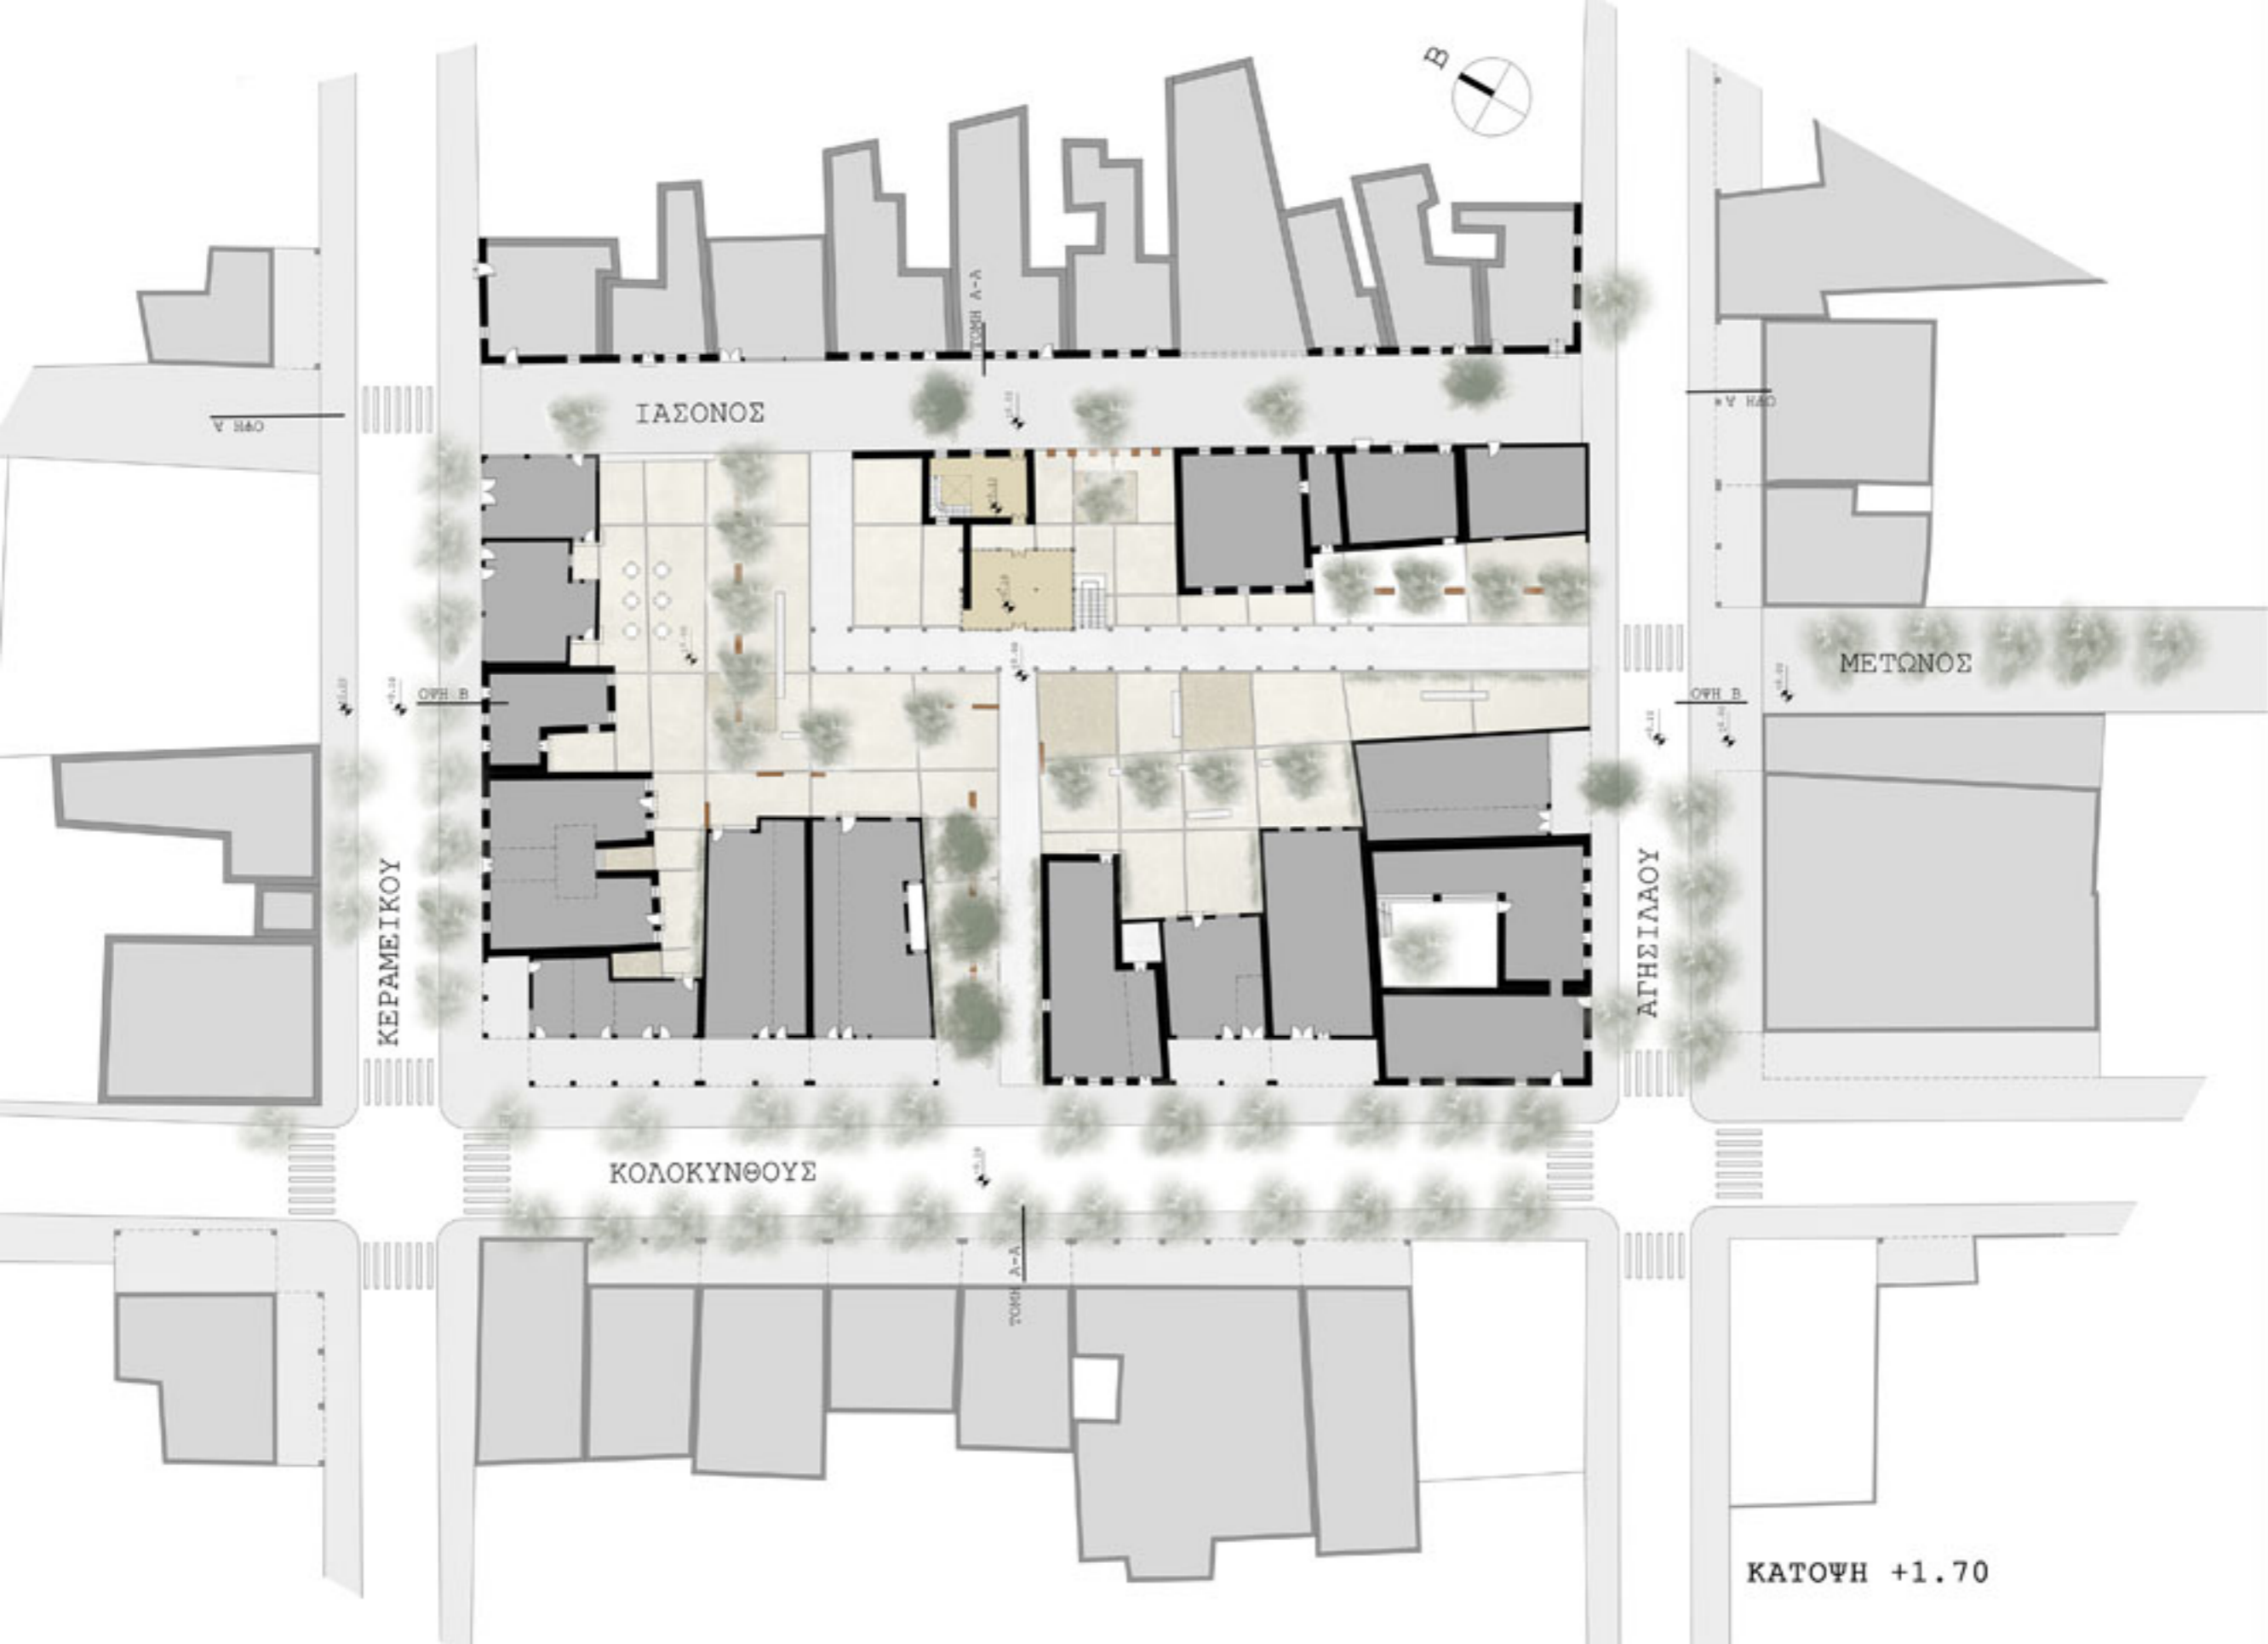 Β
ΤΟΜΗ Α-Α
ΙΑΣΟΝΟΣ
ΟΨΗ Α
ΟΨΗ Α
ΜΕΤΩΝΟΣ
ΟΨΗ Β
ΟΨΗ Β
ΚΕΡΑΜΕΙΚΟΥ
ΑΓΗΣΙΛΑΟΥ
ΚΟΛΟΚΥΝΘΟΥΣ
ΤΟΜΗ Α-Α
ΚΑΤΟΨΗ +1.70